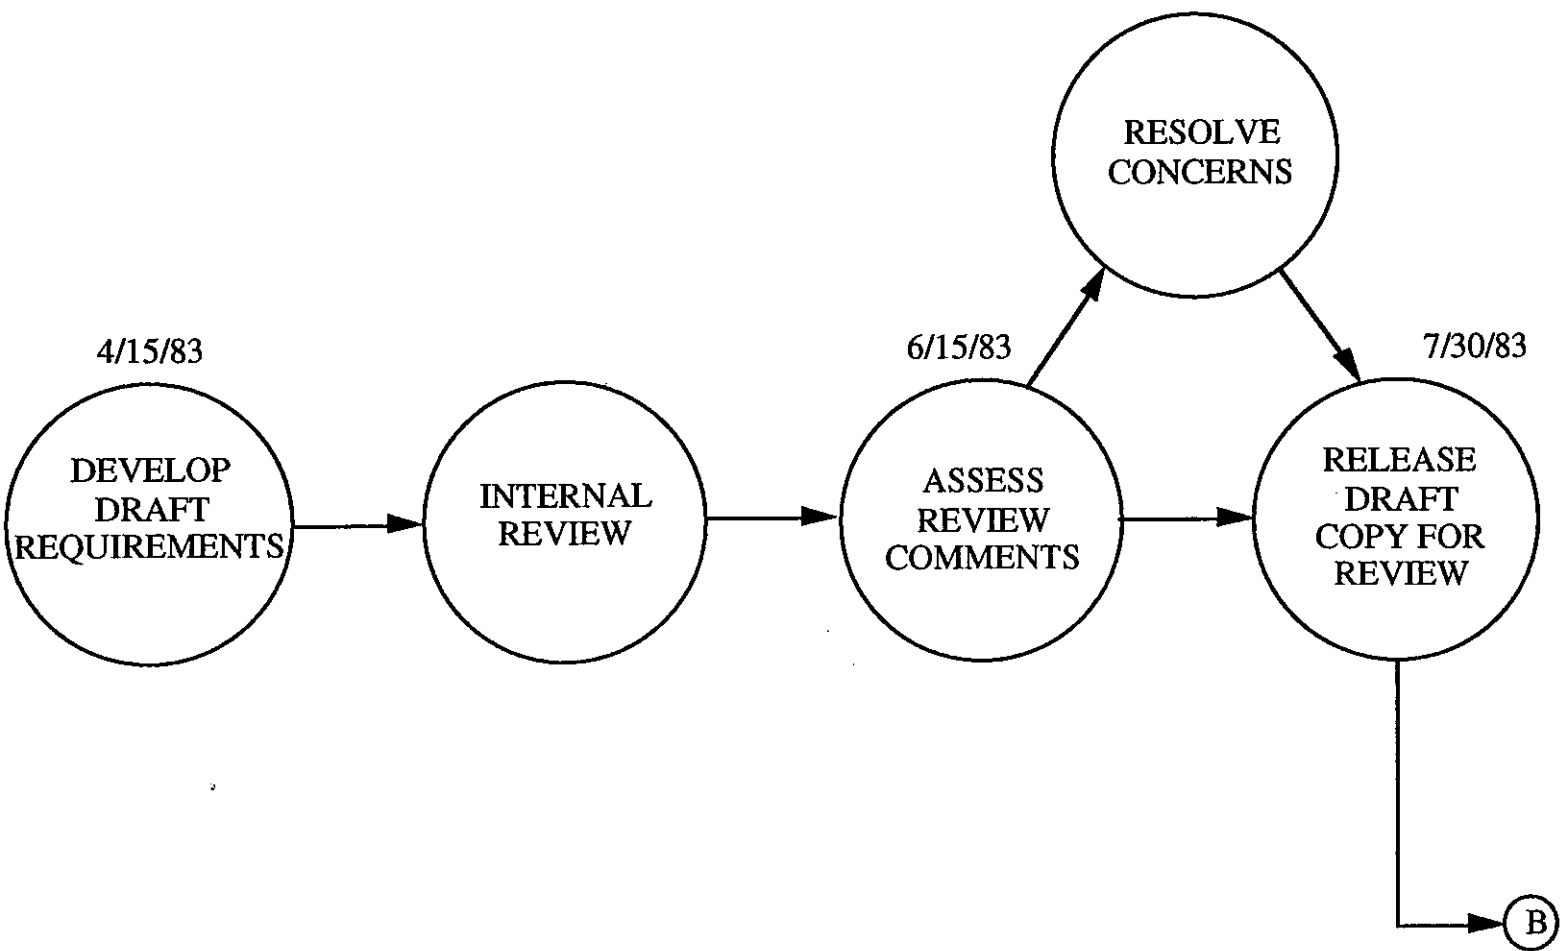 RESOLVE
CONCERNS
4/15/83
6/15/83
7/30/83
DEVELOP
DRAFT
REQUIREMENTS
INTERNAL
REVIEW
ASSESS
REVIEW
COMMENTS
RELEASE
DRAFT
COPY FOR
REVIEW
B